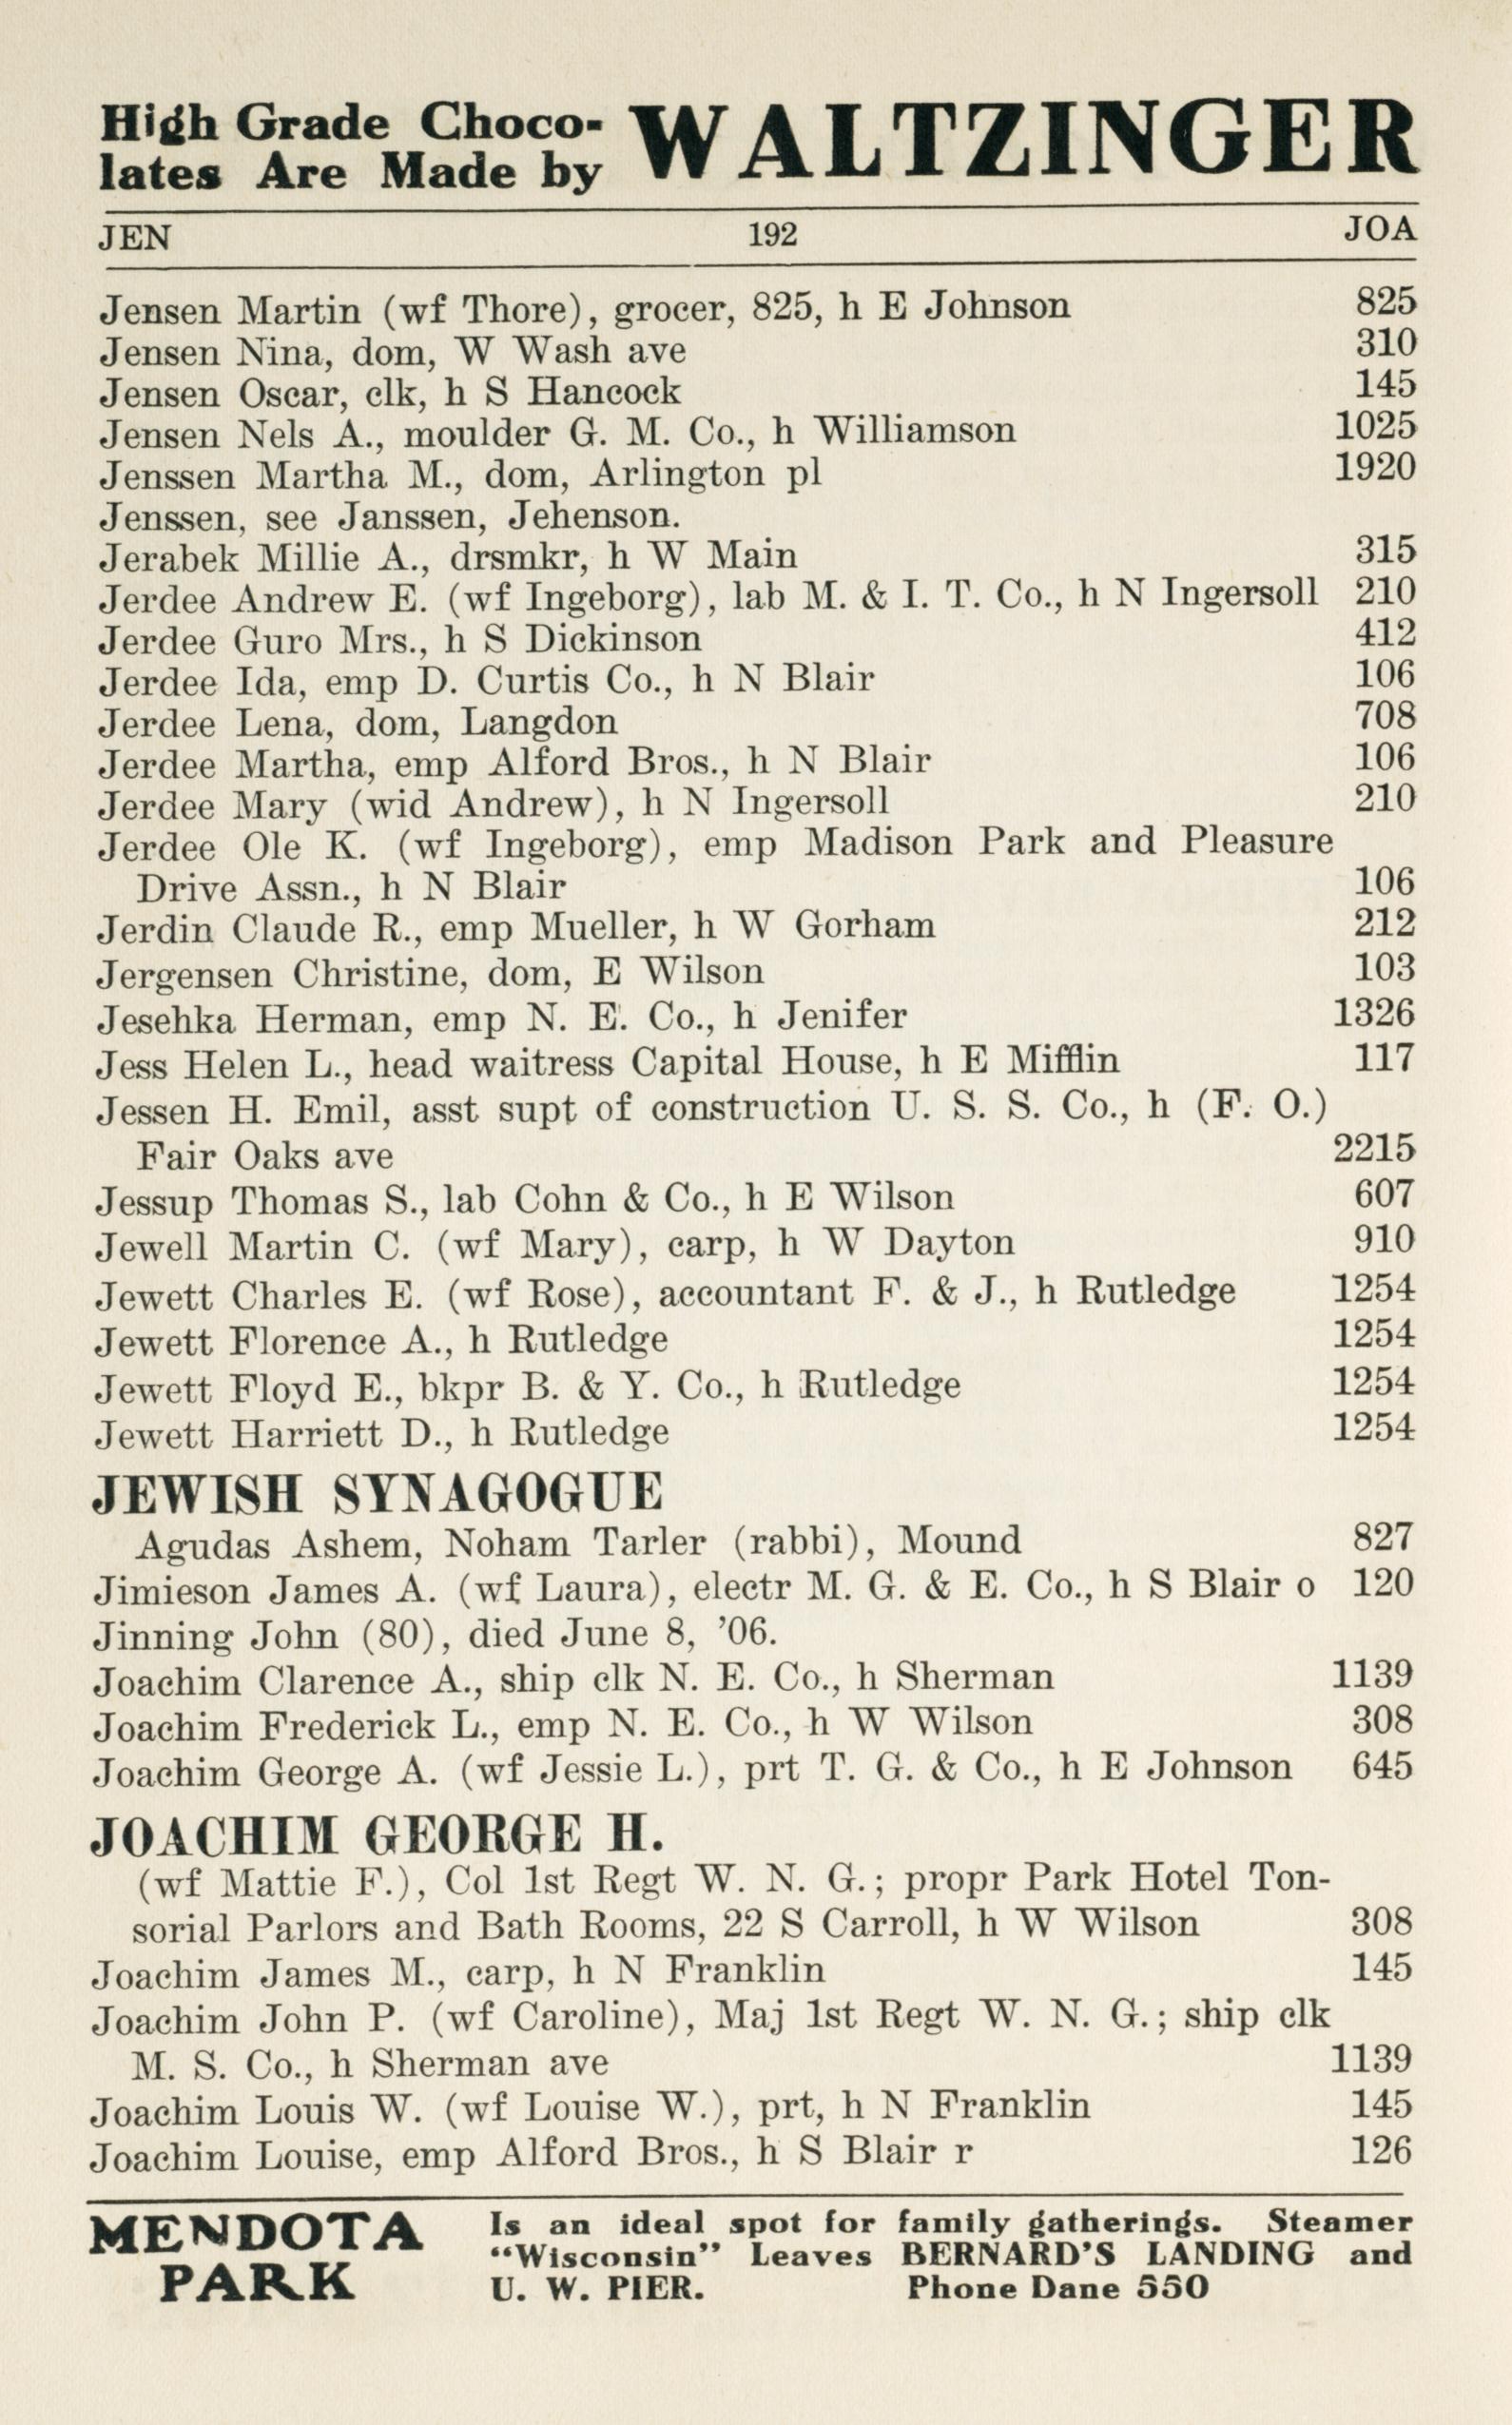 High Grade Choco-
lates Are Made by WALTZINGER
JEN 192 JOA
Jensen Martin (wf Thore), grocer, 825, h E Johnson 825
Jensen Nina, dom, W Wash ave 310
Jensen Oscar, clk, h S Hancock 145
Jensen Nels A., moulder G. M. Co., h Williamson 1025
Jenssen Martha M., dom, Arlington pl 1920
Jenssen, see Janssen, Jehenson.
Jerabek Millie A., drsmkr, h W Main 315
Jerdee Andrew E. (wf Ingeborg), lab M. & I. T. Co., h N Ingersoll 210
Jerdee Guro Mrs., h S Dickinson 412
Jerdee Ida, emp D. Curtis Co., h N Blair 106
Jerdee Lena, dom, Langdon 708
Jerdee Martha, emp Alford Bros., h N Blair 106
Jerdee Mary (wid Andrew), h N Ingersoll 210
Jerdee Ole K. (wf Ingeborg), emp Madison Park and Pleasure
Drive Assn., h N Blair 106
Jerdin Claude R., emp Mueller, h W Gorham 212
Jergensen Christine, dom, E Wilson 103
Jesehka Herman, emp N. E. Co., h Jenifer 1326
Jess Helen L., head waitress Capital House, h E Mifflin 117
Jessen H. Emil, asst supt of construction U. S. S. Co., h (F. O.)
Fair Oaks ave 2215
Jessup Thomas S., lab Cohn & Co., h E Wilson 607
Jewell Martin C. (wf Mary), carp, h W Dayton 910
Jewett Charles E. (wf Rose), accountant F. & J., h Rutledge 1254
Jewett Florence A., h Rutledge 1254
Jewett Floyd E., bkpr B. & Y. Co., h Rutledge 1254
Jewett Harriett D., h Rutledge 1254
JEWISH SYNAGOGUE
Agudas Ashem, Noham Tarler (rabbi), Mound 827
Jimieson James A. (wf Laura), electr M. G. & E. Co., h S Blair o 120
Jinning John (80), died June 8, '06.
Joachim Clarence A., ship clk N. E. Co., h Sherman 1139
Joachim Frederick L., emp N. E. Co., h W Wilson 308
Joachim George A. (wf Jessie L.), prt T. G. & Co., h E Johnson 645
JOACHIM GEORGE H.
(wf Mattie F.), Col 1st Regt W. N. G.; propr Park Hotel Ton-
sorial Parlors and Bath Rooms, 22 S Carroll, h W Wilson 308
Joachim James M., carp, h N Franklin 145
Joachim John P. (wf Caroline), Maj 1st Regt W. N. G.; ship clk
M. S. Co., h Sherman ave 1139
Joachim Louis W. (wf Louise W.), prt, h N Franklin 145
Joachim Louise, emp Alford Bros., h S Blair r 126
MENDOTA
PARK
Is an ideal spot for family gatherings. Steamer
"Wisconsin" Leaves BERNARD'S LANDING and
U. W. PIER. Phone Dane 550